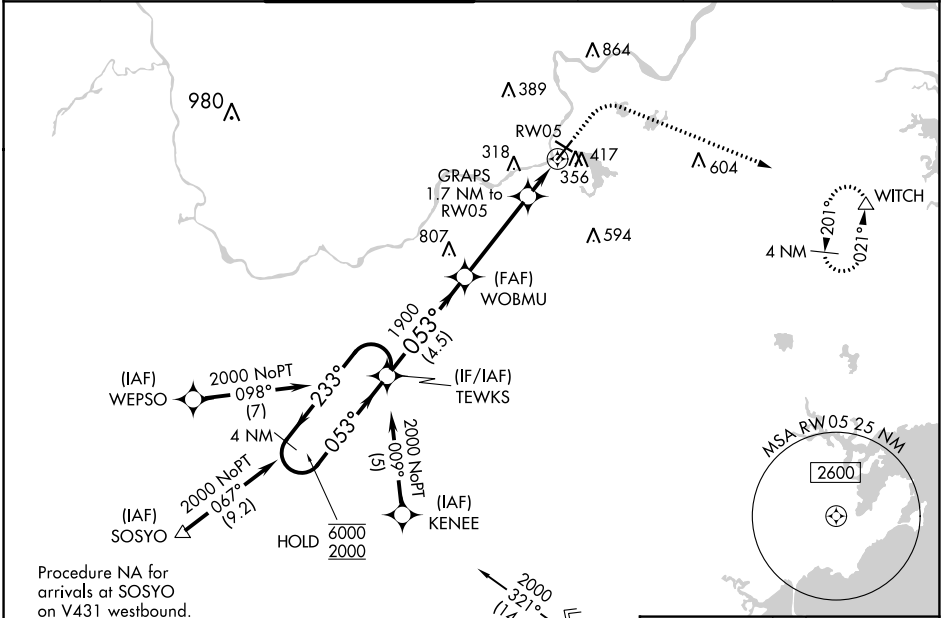 864
980
389
RW05
318
417
356
604
GRAPS
1.7 NM to
RW05
WITCH
201°
021°
4 NM
807
594
(FAF)
WOBMU
1900
053°
(4.5)
(IAF)
WEPSO
2000 NoPT
098°
(7)
233°
053°
4 NM
(IF/IAF)
TEWKS
2000 NoPT
009°
(5)
(IAF)
KENEE
2000 NoPT
067°
(9.2)
(IAF)
SOSYO
HOLD
6000
2000
MSA RW05 25 NM
2600
Procedure NA for
arrivals at SOSYO
on V431 westbound.
2000
321°